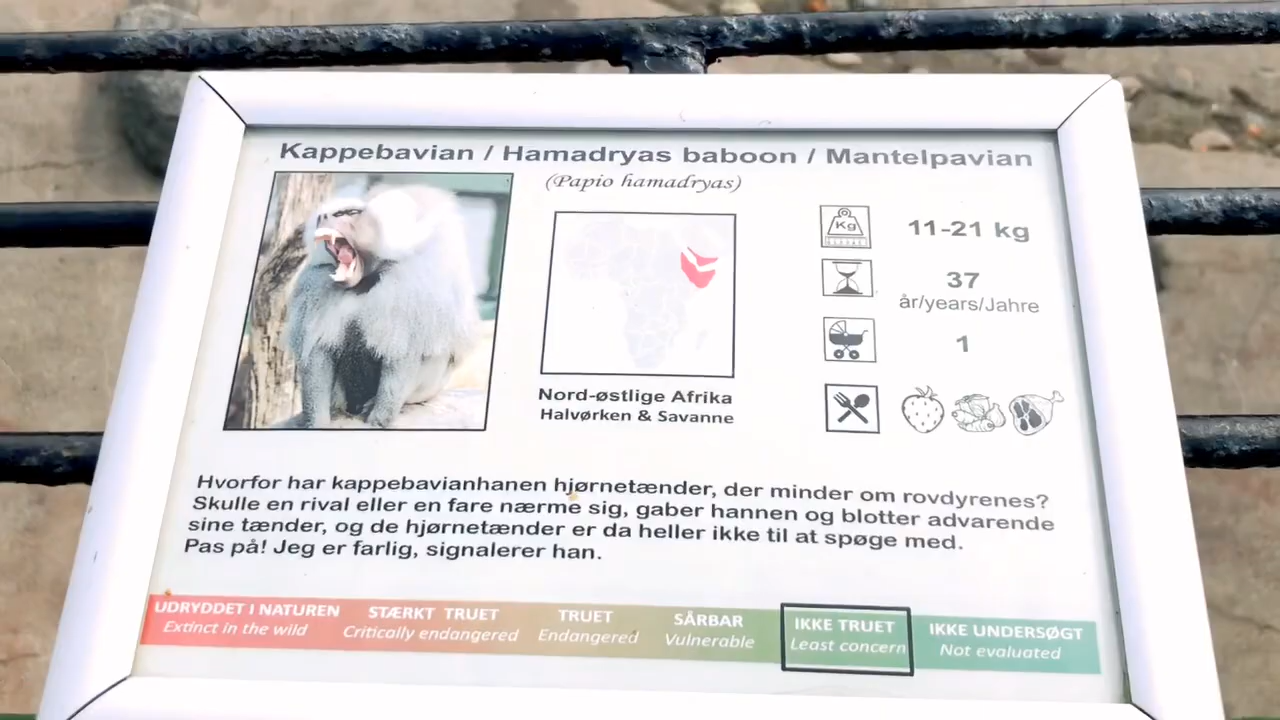 Kappebavian / Hamadryas baboon / Mantelpavian
(Papio hamadryas)
Kg
11-21 kg
37
år/years/Jahre
1
Nord-østlige Afrika
Halvørken & Savanne
Hvorfor har kappebavianhanen hjørnetænder, der minder om rovdyrenes?
Skulle en rival eller en fare nærme sig, gaber hannen og blotter advarende
sine tænder, og de hjørnetænder er da heller ikke til at spøge med.
Pas på! Jeg er farlig, signalerer han.
UDRYDDET I NATUREN
Extinct in the wild
STÆRKT TRUET
Critically endangered
TRUET
Endangered
SÅRBAR
Vulnerable
IKKE TRUET
Least concern
IKKE UNDERSØGT
Not evaluated